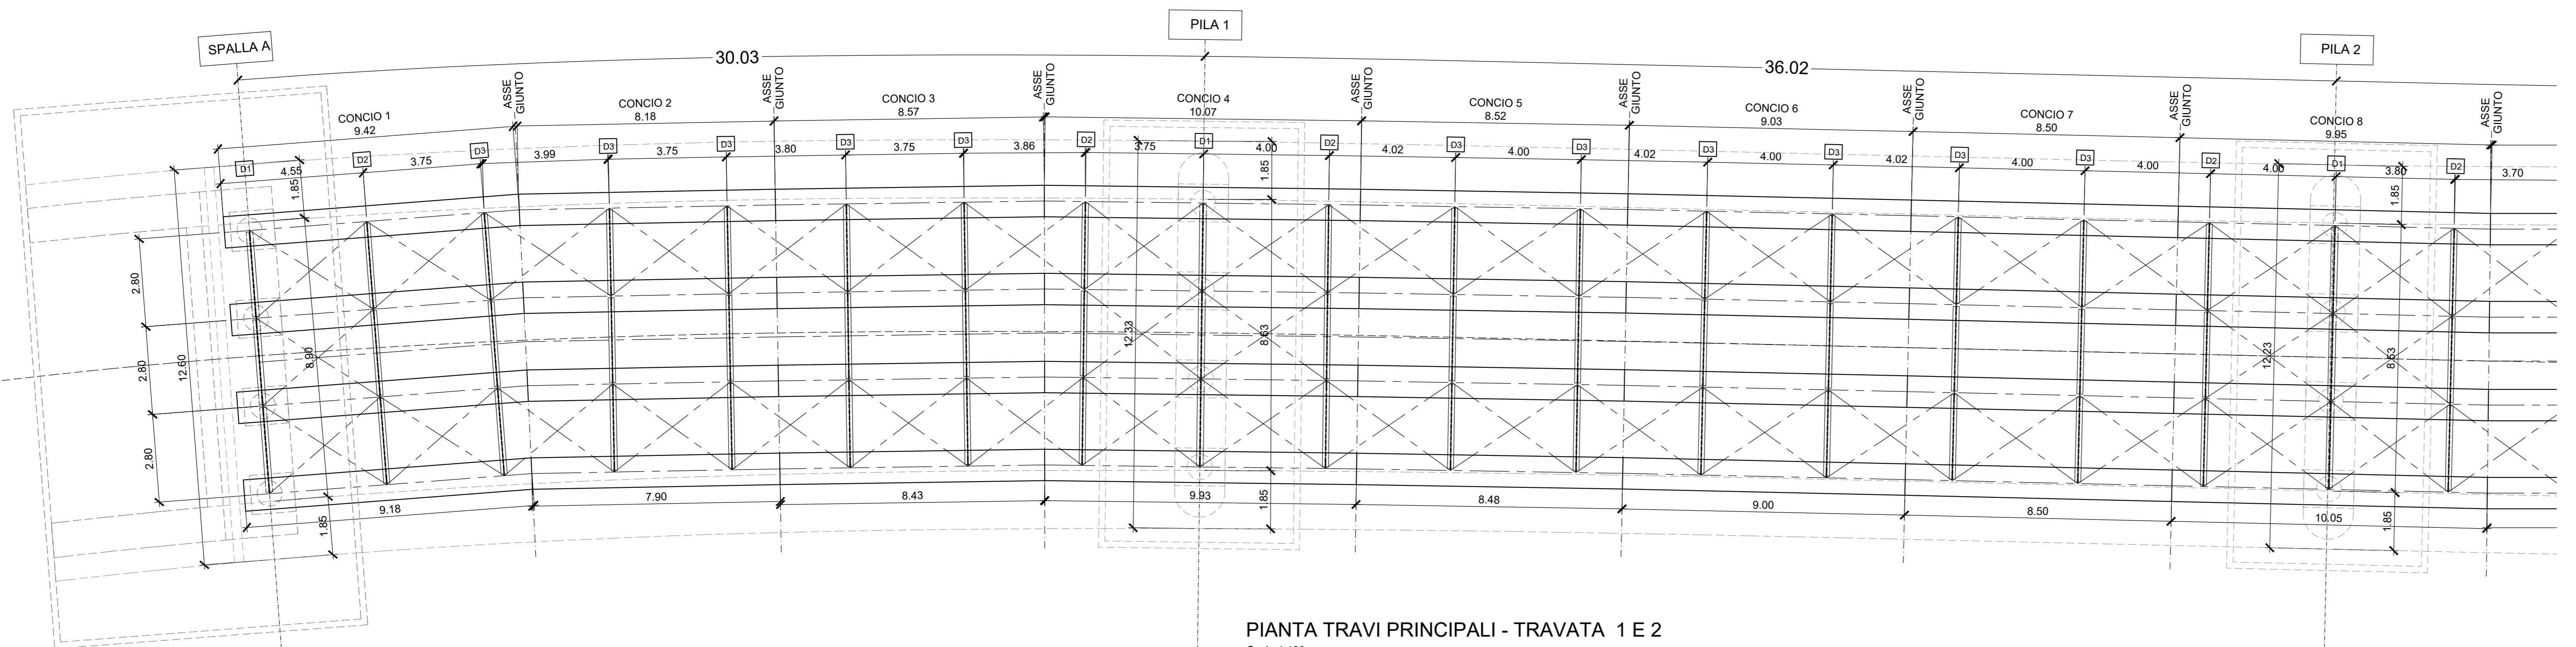 PILA 1
SPALLA A
PILA 2
30.03
36.02
ASSE
GIUNTO
ASSE
GIUNTO
ASSE
GIUNTO
ASSE
GIUNTO
ASSE
GIUNTO
ASSE
GIUNTO
ASSE
GIUNTO
ASSE
GIUNTO
CONCIO 1
9.42
CONCIO 2
8.18
CONCIO 3
8.57
CONCIO 4
10.07
CONCIO 5
8.52
CONCIO 6
9.03
CONCIO 7
8.50
CONCIO 8
9.95
D1
D2
D3
D3
D3
D3
D3
D2
D1
D2
D3
D3
D3
D3
D3
D3
D2
D1
D2
4.55
3.75
3.99
3.75
3.80
3.75
3.86
3.75
4.00
4.02
4.00
4.02
4.00
4.02
4.00
4.00
4.00
3.80
3.70
1.85
1.85
1.85
2.80
2.80
2.80
12.60
8.90
12.33
8.63
12.23
8.53
9.18
7.90
8.43
9.93
8.48
9.00
8.50
10.05
1.85
1.85
1.85
PIANTA TRAVI PRINCIPALI - TRAVATA 1 E 2